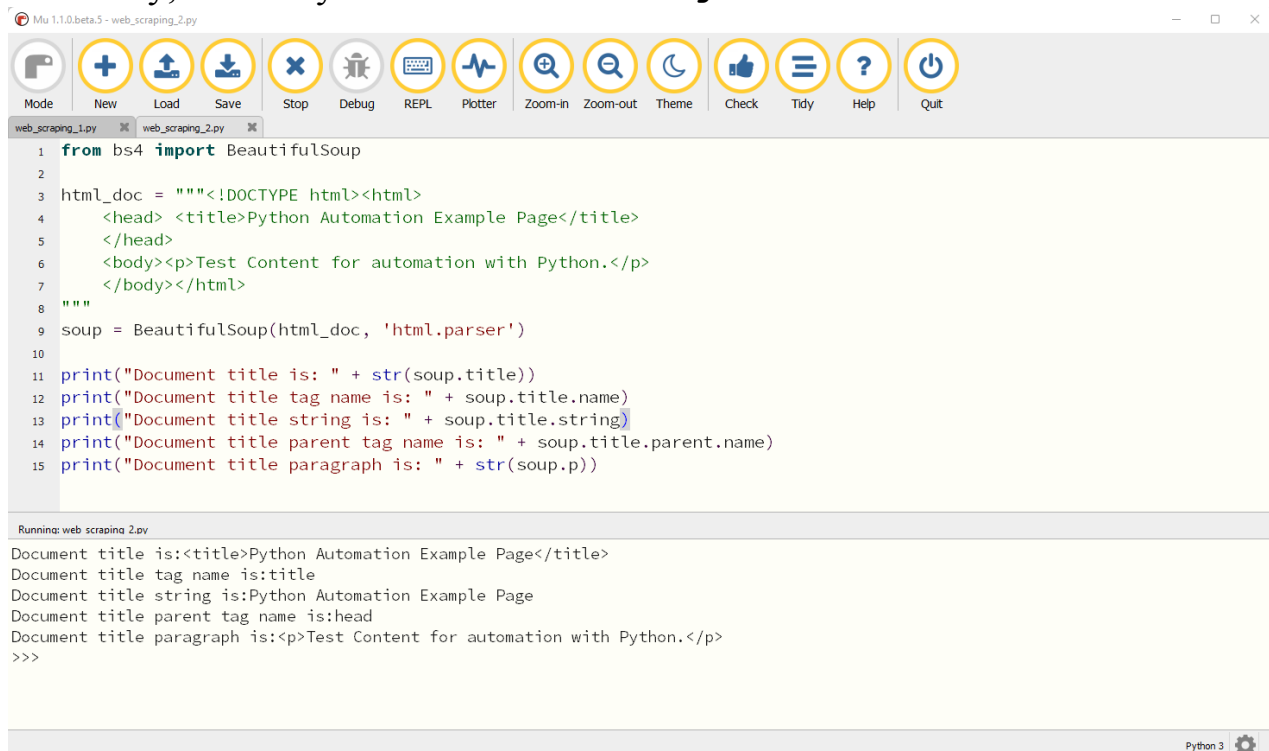 Mu 1.1.0.beta.5 - web_scraping_2.py
Mode New Load Save Stop Debug REPL Plotter Zoom-in Zoom-out Theme Check Tidy Help Quit
web_scraping_1.py web_scraping_2.py
1 from bs4 import BeautifulSoup
2
3 html_doc = """<!DOCTYPE html><html>
4     <head> <title>Python Automation Example Page</title>
5     </head>
6     <body><p>Test Content for automation with Python.</p>
7     </body></html>
8 """
9 soup = BeautifulSoup(html_doc, 'html.parser')
10
11 print("Document title is: " + str(soup.title))
12 print("Document title tag name is: " + soup.title.name)
13 print("Document title string is: " + soup.title.string)
14 print("Document title parent tag name is: " + soup.title.parent.name)
15 print("Document title paragraph is: " + str(soup.p))
Running: web_scraping_2.py
Document title is:<title>Python Automation Example Page</title>
Document title tag name is:title
Document title string is:Python Automation Example Page
Document title parent tag name is:head
Document title paragraph is:<p>Test Content for automation with Python.</p>
>>>
Python 3